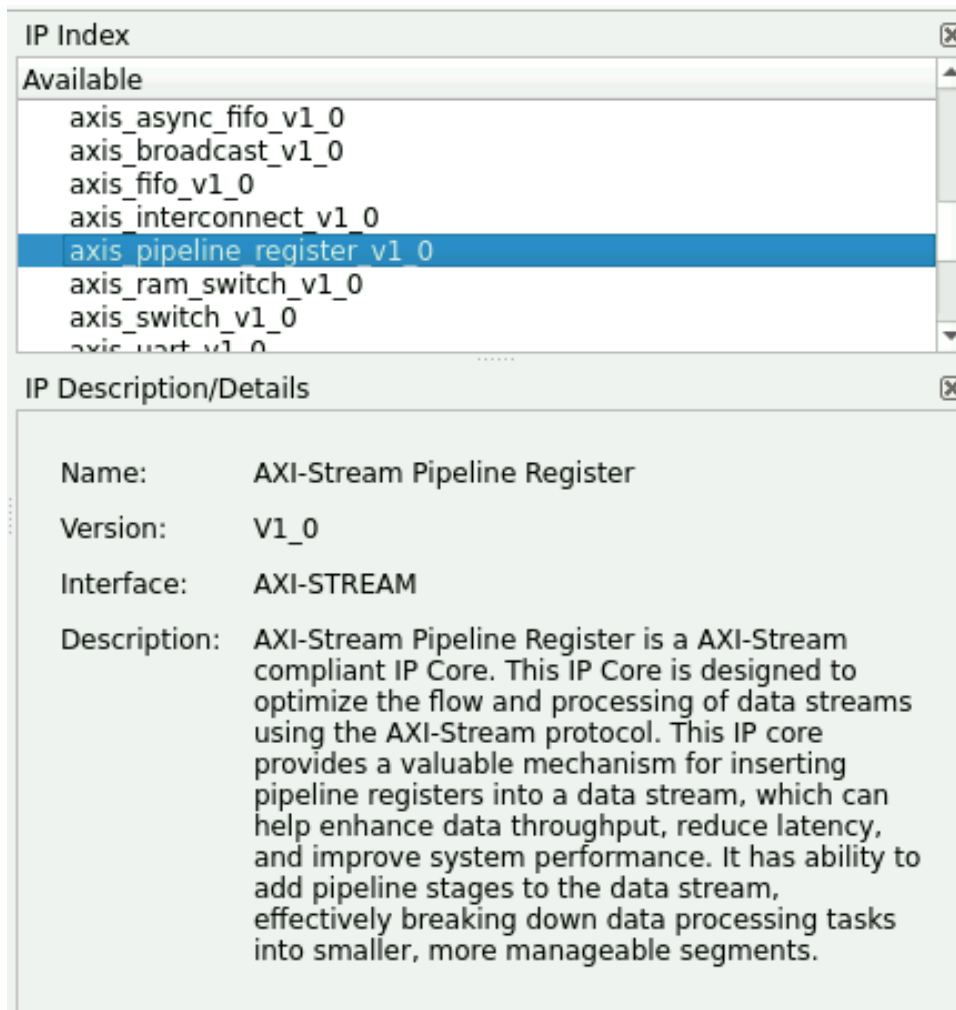 IP Index
Available
axis_async_fifo_v1_0
axis_broadcast_v1_0
axis_fifo_v1_0
axis_interconnect_v1_0
axis_pipeline_register_v1_0
axis_ram_switch_v1_0
axis_switch_v1_0
axis_uart_v1_0
IP Description/Details
Name: AXI-Stream Pipeline Register
Version: V1_0
Interface: AXI-STREAM
Description: AXI-Stream Pipeline Register is a AXI-Stream
compliant IP Core. This IP Core is designed to
optimize the flow and processing of data streams
using the AXI-Stream protocol. This IP core
provides a valuable mechanism for inserting
pipeline registers into a data stream, which can
help enhance data throughput, reduce latency,
and improve system performance. It has ability to
add pipeline stages to the data stream,
effectively breaking down data processing tasks
into smaller, more manageable segments.